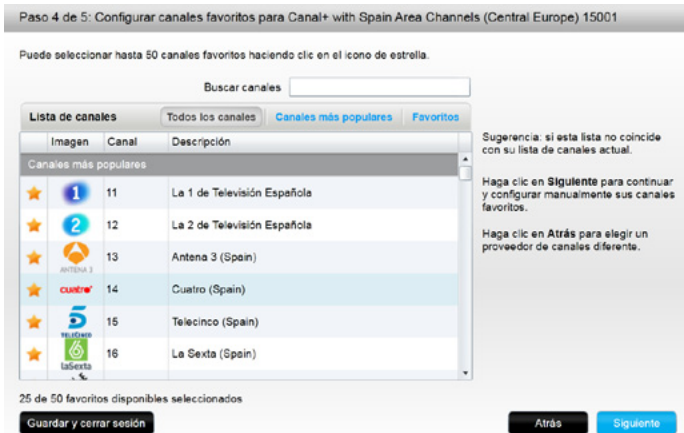 Paso 4 de 5: Configurar canales favoritos para Canal+ with Spain Area Channels (Central Europe) 15001
Puede seleccionar hasta 50 canales favoritos haciendo clic en el icono de estrella.
Buscar canales
Lista de canales Todos los canales Canales más populares Favoritos
Imagen Canal Descripción
Canales más populares
1 11 La 1 de Televisión Española
2 12 La 2 de Televisión Española
ANTENA 3 13 Antena 3 (Spain)
cuatro 14 Cuatro (Spain)
5 TELECINCO 15 Telecinco (Spain)
6 laSexta 16 La Sexta (Spain)
Sugerencia: si esta lista no coincide
con su lista de canales actual.
Haga clic en Siguiente para continuar
y configurar manualmente sus canales
favoritos.
Haga clic en Atrás para elegir un
proveedor de canales diferente.
25 de 50 favoritos disponibles seleccionados
Guardar y cerrar sesión Atrás Siguiente